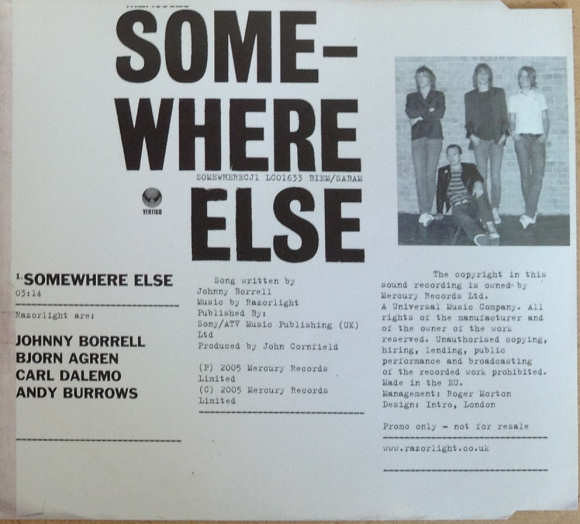 SOME-
WHERE
SOMEWHERECJ1 LC01633 BIEM/SABAM
ELSE
VERTIGO
1.SOMEWHERE ELSE
03:14
Razorlight are:
JOHNNY BORRELL
BJORN AGREN
CARL DALEMO
ANDY BURROWS
Song written by
Johnny Borrell
Music by Razorlight
Published By:
Sony/ATV Music Publishing (UK)
Ltd
Produced by John Cornfield
(P) 2005 Mercury Records
Limited
(C) 2005 Mercury Records
Limited
The copyright in this
sound recording is owned by
Mercury Records Ltd.
A Universal Music Company. All
rights of the manufacturer and
of the owner of the work
reserved. Unauthorised copying,
hiring, lending, public
performance and broadcasting
of the recorded work prohibited.
Made in the EU.
Management: Roger Morton
Design: Intro, London
Promo only - not for resale
www.razorlight.co.uk